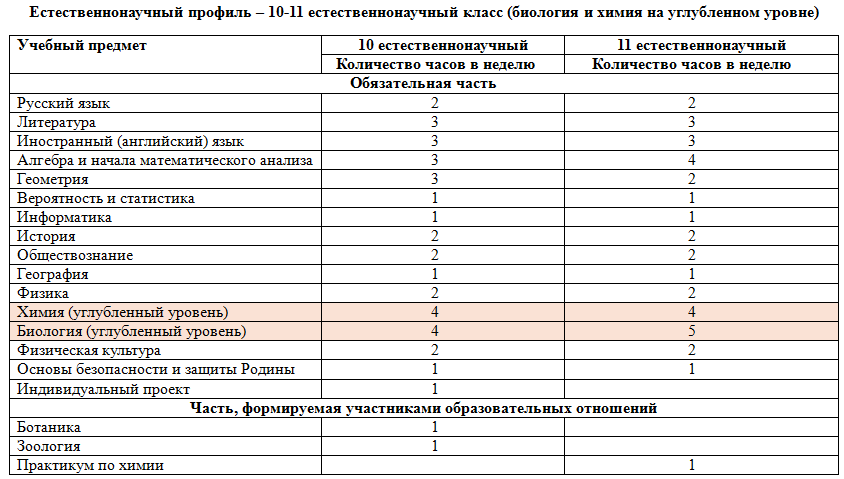 Естественнонаучный профиль – 10-11 естественнонаучный класс (биология и химия на углубленном уровне)
Учебный предмет 10 естественнонаучный 11 естественнонаучный
Количество часов в неделю Количество часов в неделю
Обязательная часть
Русский язык 2 2
Литература 3 3
Иностранный (английский) язык 3 3
Алгебра и начала математического анализа 3 4
Геометрия 3 2
Вероятность и статистика 1 1
Информатика 1 1
История 2 2
Обществознание 2 2
География 1 1
Физика 2 2
Химия (углубленный уровень) 4 4
Биология (углубленный уровень) 4 5
Физическая культура 2 2
Основы безопасности и защиты Родины 1 1
Индивидуальный проект 1
Часть, формируемая участниками образовательных отношений
Ботаника 1
Зоология 1
Практикум по химии 1